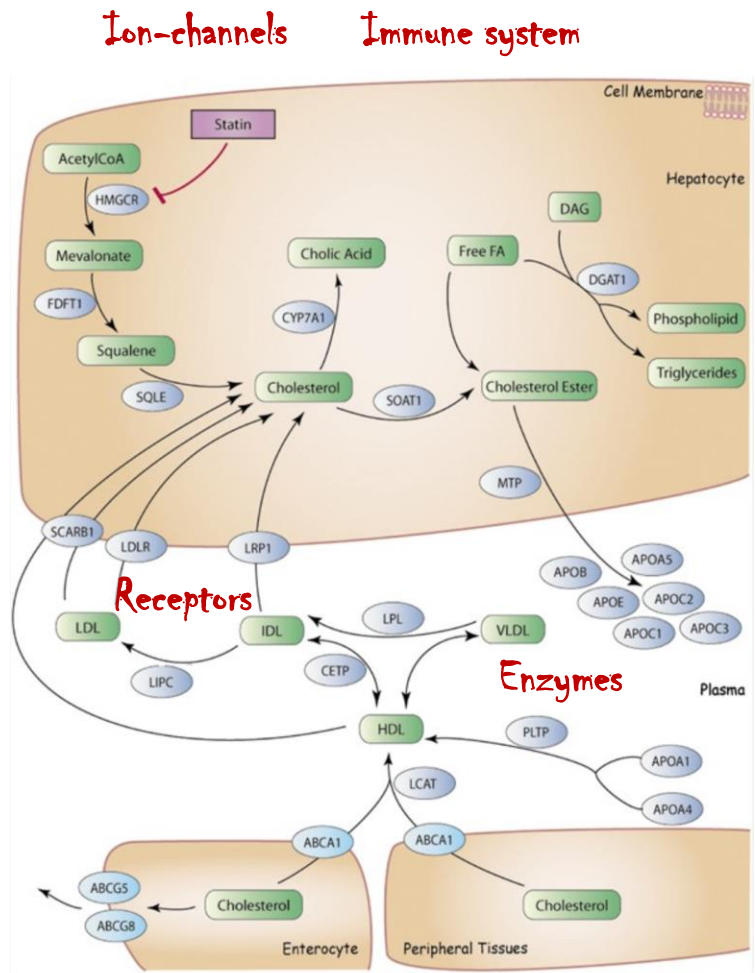 Ion-channels Immune system
Cell Membrane
Statin
AcetylCoA
HMGCR
Hepatocyte
DAG
Mevalonate
Cholic Acid
Free FA
DGAT1
FDFT1
CYP7A1
Phospholipid
Squalene
Triglycerides
SQLE
Cholesterol
SOAT1
Cholesterol Ester
MTP
SCARB1
LDLR
LRP1
APOB
APOA5
APOE
APOC2
APOC1
APOC3
Receptors
LDL
IDL
LPL
VLDL
LIPC
CETP
Enzymes
Plasma
HDL
PLTP
APOA1
LCAT
APOA4
ABCA1
ABCA1
ABCG5
ABCG8
Cholesterol
Cholesterol
Enterocyte
Peripheral Tissues